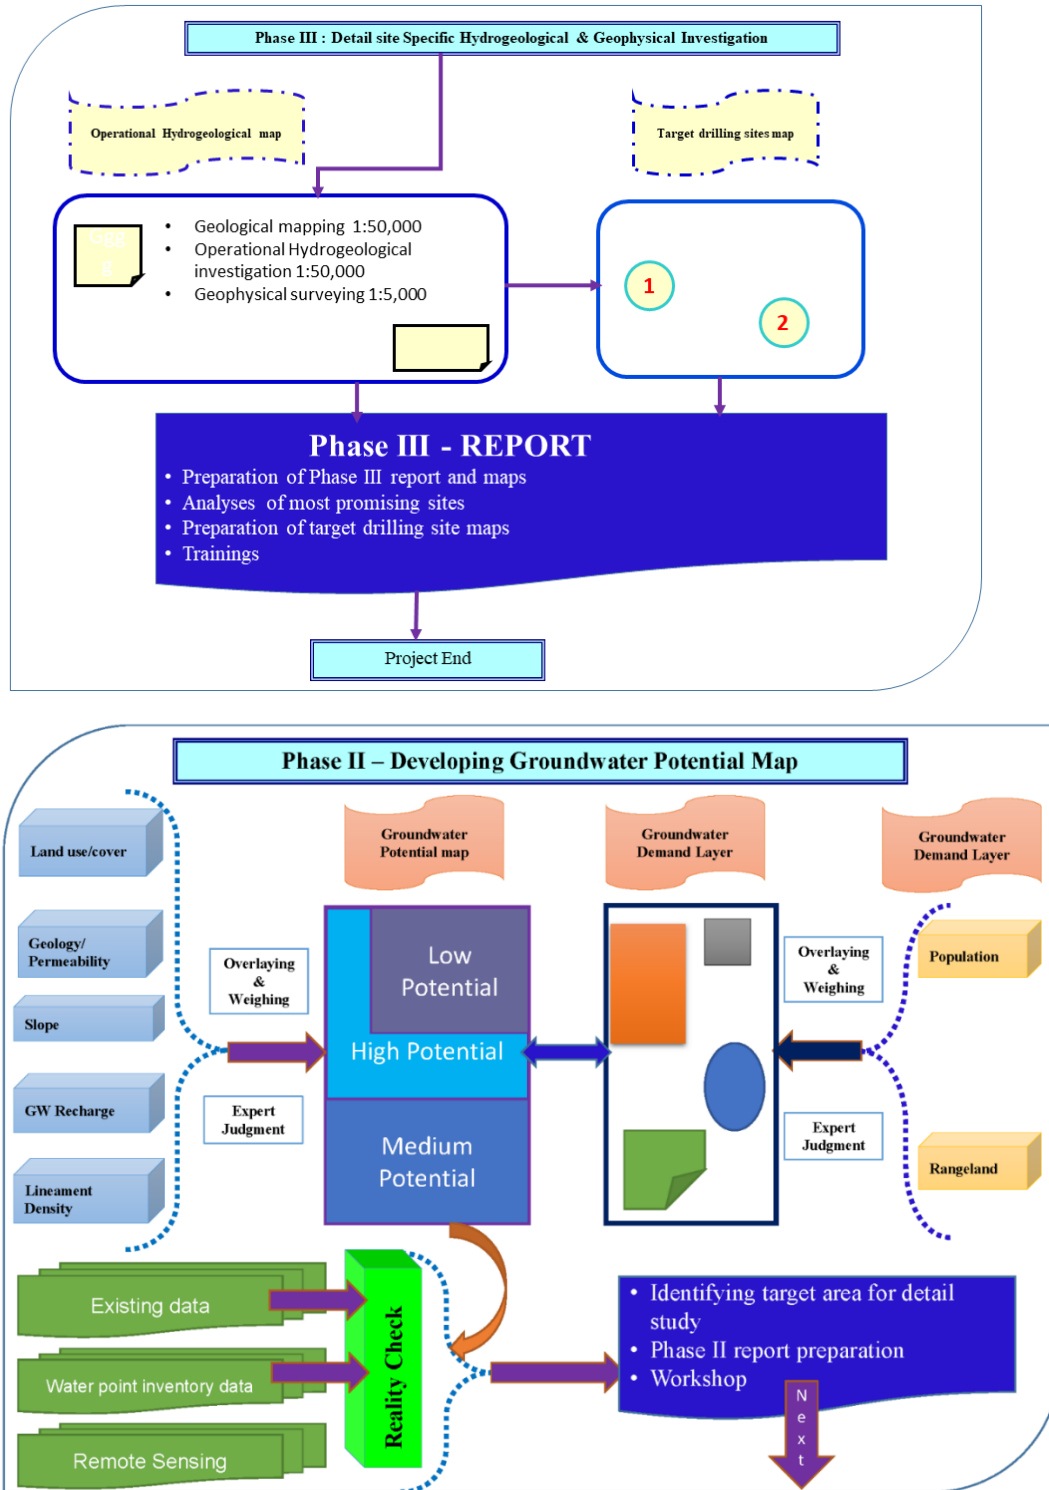 Phase III : Detail site Specific Hydrogeological & Geophysical Investigation
Operational Hydrogeological map
Target drilling sites map
• Geological mapping 1:50,000
• Operational Hydrogeological
investigation 1:50,000
• Geophysical surveying 1:5,000
1
2
Phase III - REPORT
• Preparation of Phase III report and maps
• Analyses of most promising sites
• Preparation of target drilling site maps
• Trainings
Project End
Phase II – Developing Groundwater Potential Map
Land use/cover
Geology/
Permeability
Slope
GW Recharge
Lineament
Density
Overlaying
&
Weighing
Expert
Judgment
Groundwater
Potential map
Low
Potential
High Potential
Medium
Potential
Groundwater
Demand Layer
Groundwater
Demand Layer
Overlaying
&
Weighing
Expert
Judgment
Population
Rangeland
Existing data
Water point inventory data
Remote Sensing
Reality Check
• Identifying target area for detail
study
• Phase II report preparation
• Workshop
Next